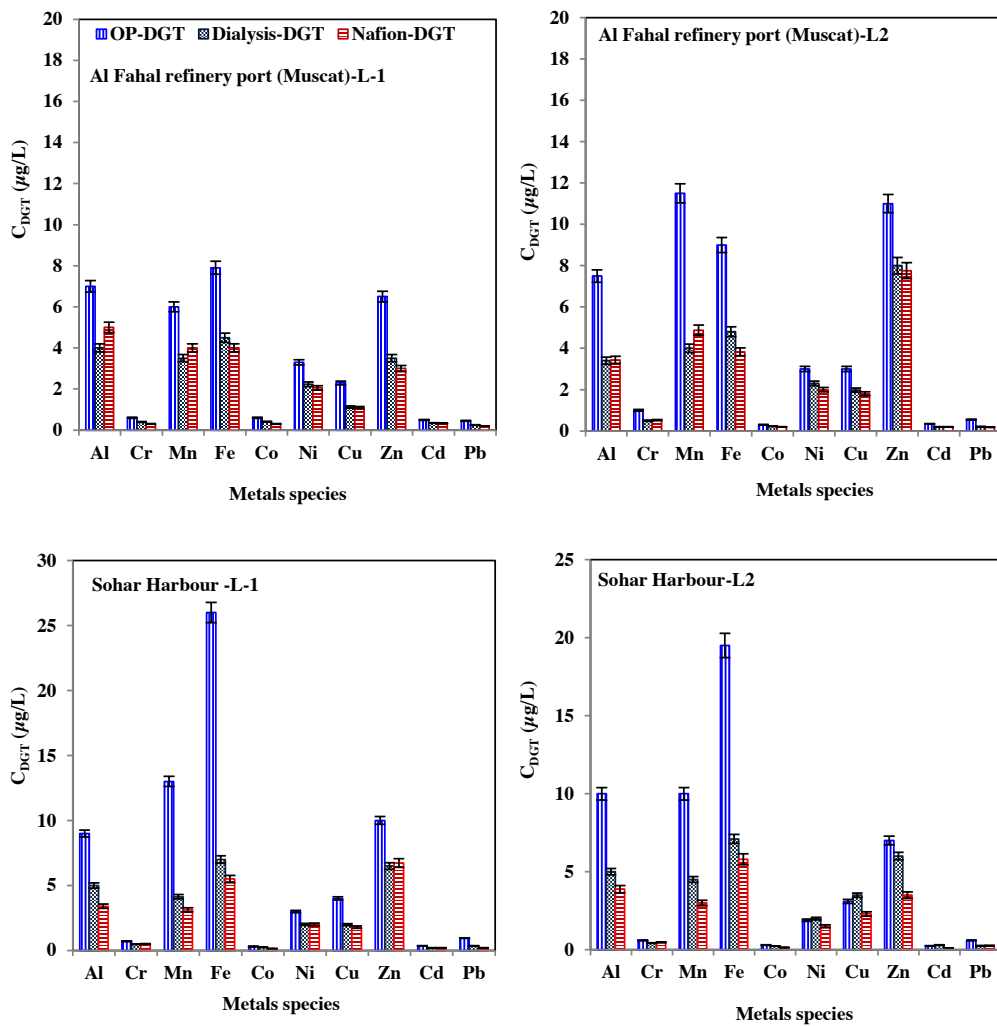 20
18
16
14
12
10
8
6
4
2
0
C_DGT (µg/L)
OP-DGT Dialysis-DGT Nafion-DGT
Al Fahal refinery port (Muscat)-L-1
Al Cr Mn Fe Co Ni Cu Zn Cd Pb
Metals species
20
18
16
14
12
10
8
6
4
2
0
C_DGT (µg/L)
Al Fahal refinery port (Muscat)-L2
Al Cr Mn Fe Co Ni Cu Zn Cd Pb
Metals species
30
25
20
15
10
5
0
C_DGT (µg/L)
Sohar Harbour -L-1
Al Cr Mn Fe Co Ni Cu Zn Cd Pb
Metals species
25
20
15
10
5
0
C_DGT (µg/L)
Sohar Harbour-L2
Al Cr Mn Fe Co Ni Cu Zn Cd Pb
Metals species